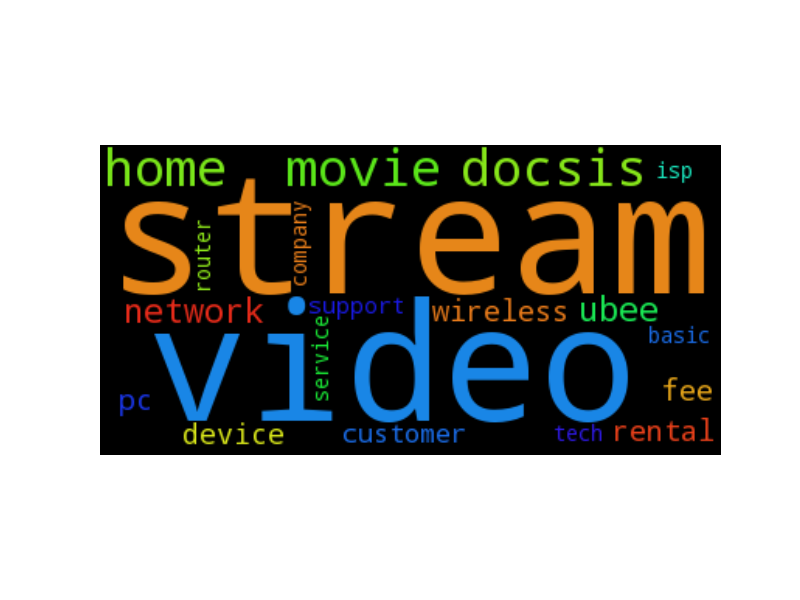 home movie docsis isp
stream
router
company
network support wireless ubee
video
service
basic
pc
fee
device customer tech rental